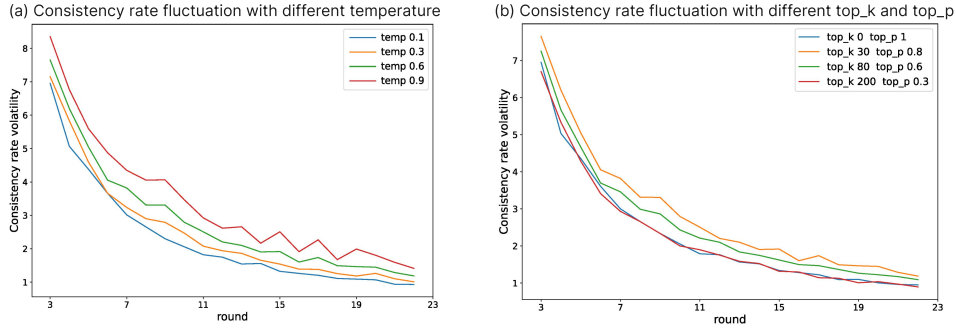 (a) Consistency rate fluctuation with different temperature
temp 0.1
temp 0.3
temp 0.6
temp 0.9
8
7
6
5
4
3
2
1
Consistency rate volatility
3
7
11
15
19
23
round
(b) Consistency rate fluctuation with different top_k and top_p
top_k 0 top_p 1
top_k 30 top_p 0.8
top_k 80 top_p 0.6
top_k 200 top_p 0.3
7
6
5
4
3
2
1
Consistency rate volatility
3
7
11
15
19
23
round